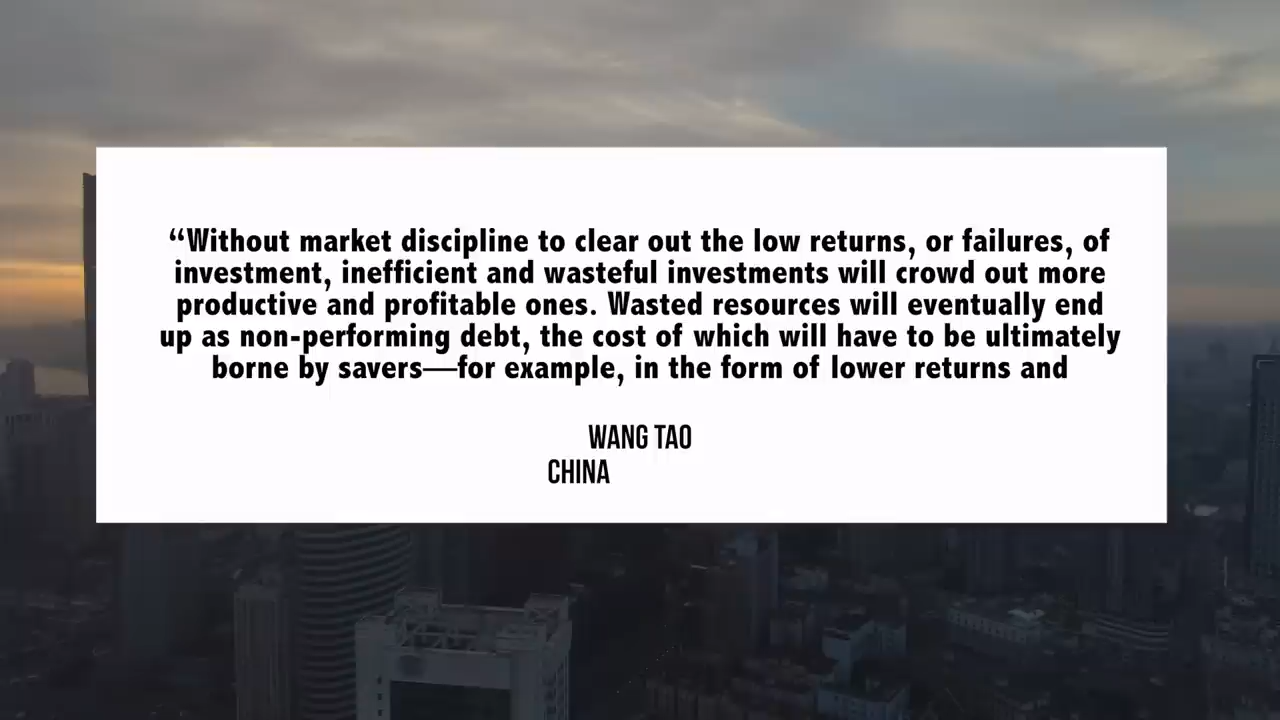 “Without market discipline to clear out the low returns, or failures, of
investment, inefficient and wasteful investments will crowd out more
productive and profitable ones. Wasted resources will eventually end
up as non-performing debt, the cost of which will have to be ultimately
borne by savers—for example, in the form of lower returns and
WANG TAO
CHINA